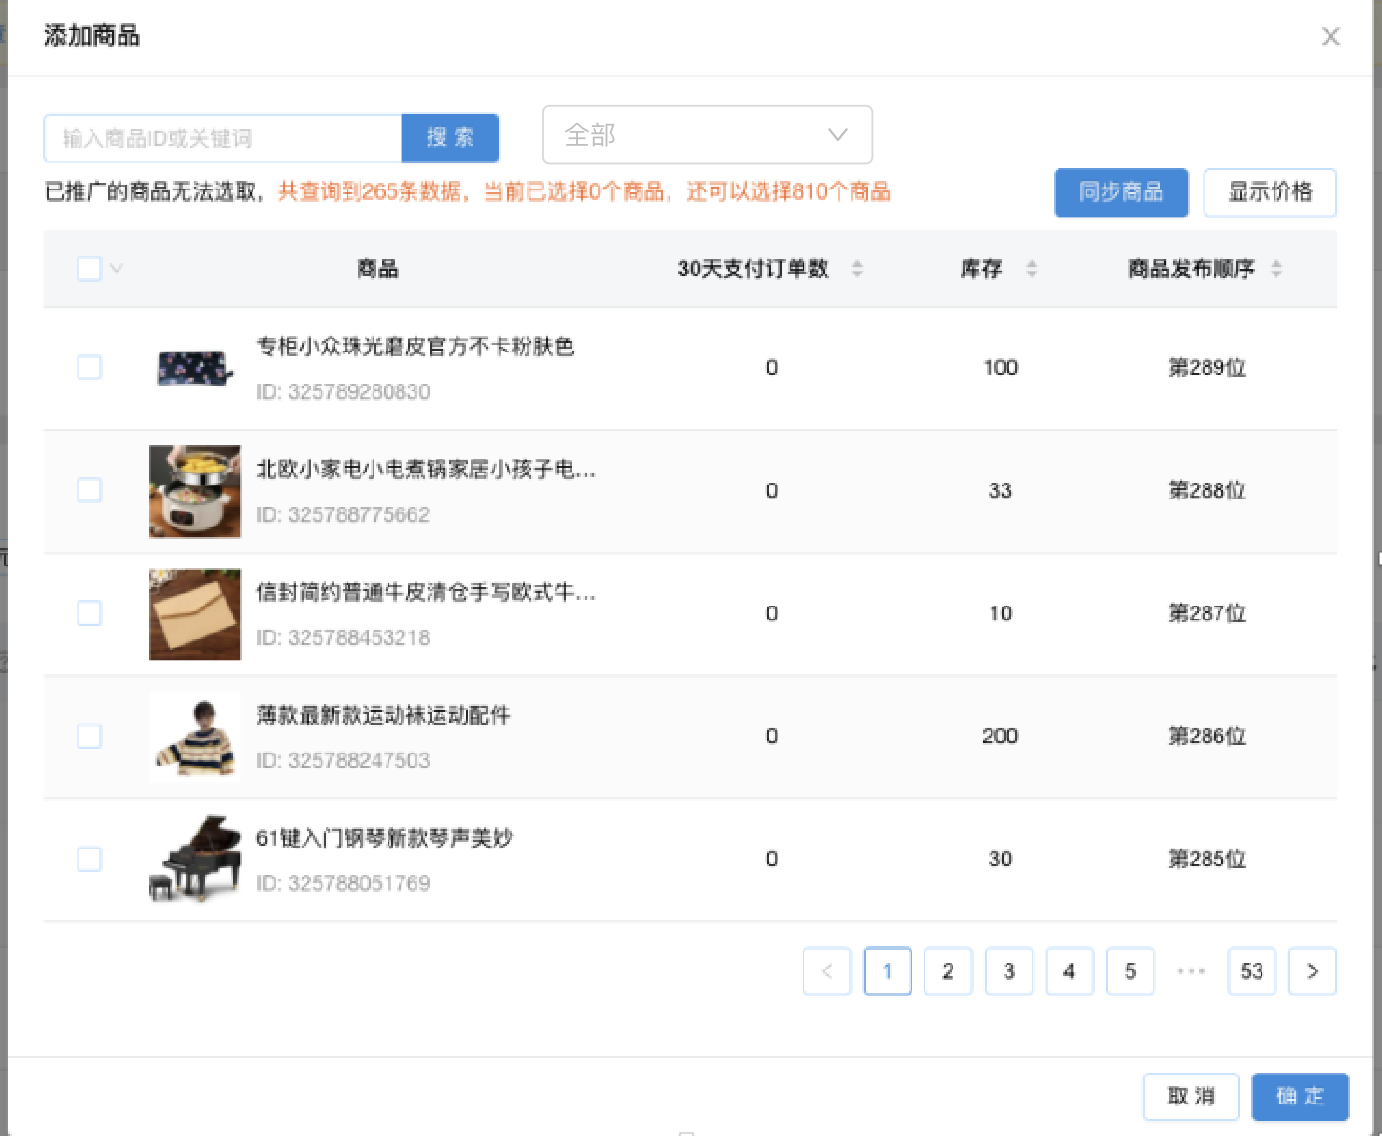 添加商品
输入商品ID或关键词 搜 索 全部
已推广的商品无法选取，共查询到265条数据，当前已选择0个商品，还可以选择810个商品
同步商品 显示价格
商品 30天支付订单数 库存 商品发布顺序
专柜小众珠光磨皮官方不卡粉肤色
ID: 325789280830
0 100 第289位
北欧小家电小电煮锅家居小孩子电...
ID: 325788775662
0 33 第288位
信封简约普通牛皮清仓手写欧式牛...
ID: 325788453218
0 10 第287位
薄款最新款运动袜运动配件
ID: 325788247503
0 200 第286位
61键入门钢琴新款琴声美妙
ID: 325788051769
0 30 第285位
< 1 2 3 4 5 ••• 53 >
取 消 确 定